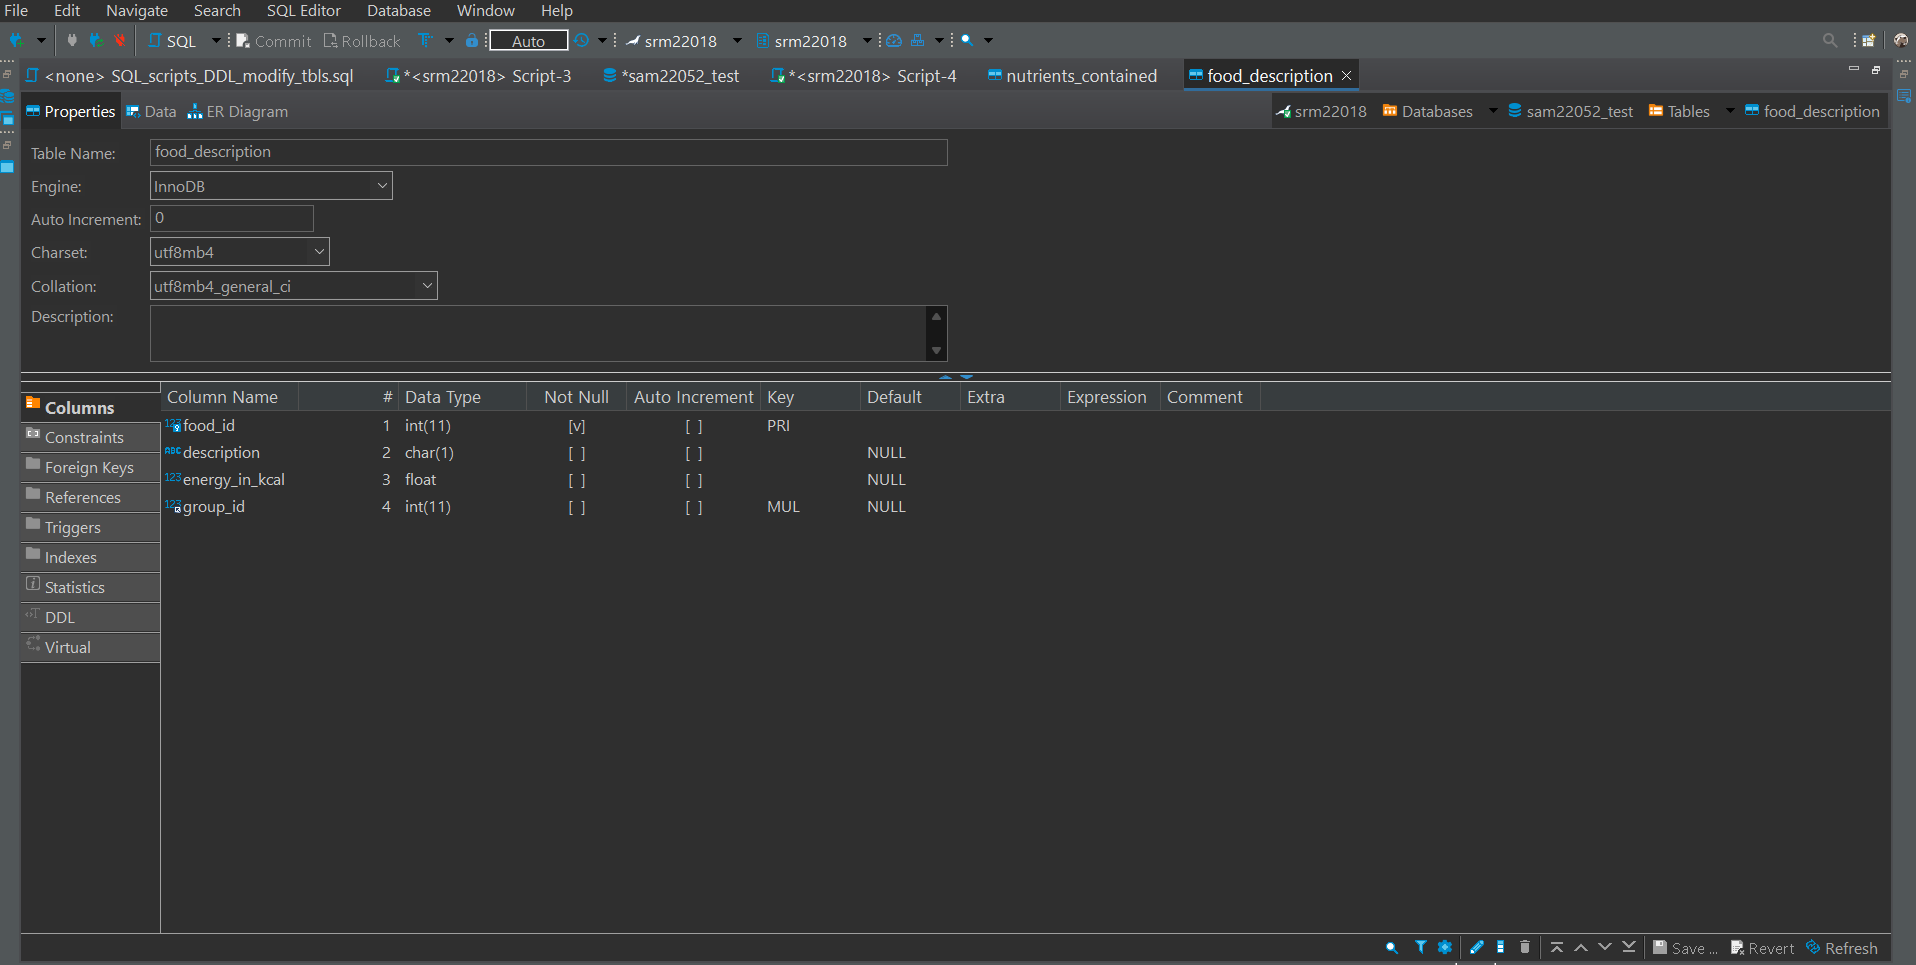 File Edit Navigate Search SQL Editor Database Window Help
SQL Commit Rollback Auto srm22018 srm22018
<none> SQL_scripts_DDL_modify_tbls.sql *<srm22018> Script-3 *sam22052_test *<srm22018> Script-4 nutrients_contained food_description
Properties Data ER Diagram srm22018 Databases sam22052_test Tables food_description
Table Name: food_description
Engine: InnoDB
Auto Increment: 0
Charset: utf8mb4
Collation: utf8mb4_general_ci
Description:
Columns
Constraints
Foreign Keys
References
Triggers
Indexes
Statistics
DDL
Virtual
Column Name # Data Type Not Null Auto Increment Key Default Extra Expression Comment
123 food_id 1 int(11) [v] [ ] PRI
ABC description 2 char(1) [ ] [ ] NULL
123 energy_in_kcal 3 float [ ] [ ] NULL
123 group_id 4 int(11) [ ] [ ] MUL NULL
Save ... Revert Refresh